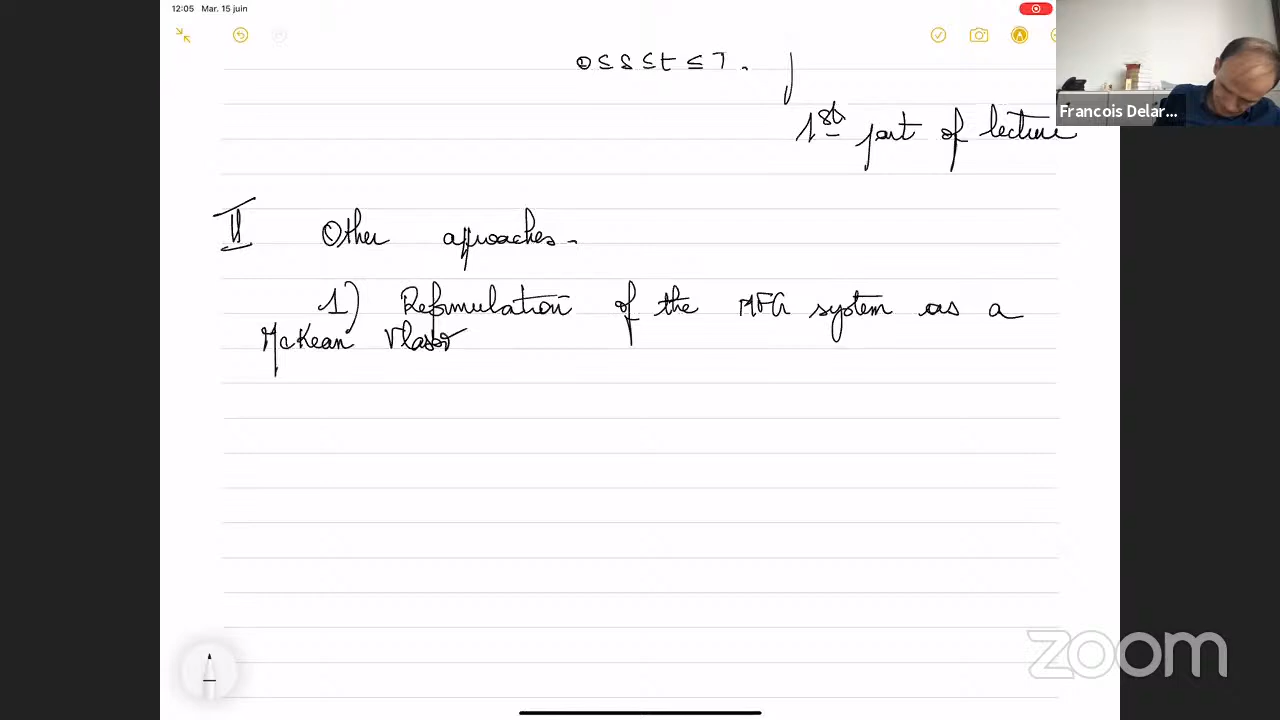 12:05 Mar. 15 juin
0 ≤ s ≤ t ≤ T .
Francois Delar...
1st part of lecture
II Other approaches.
1) Reformulation of the MFG system as a
McKean Vlasov
zoom